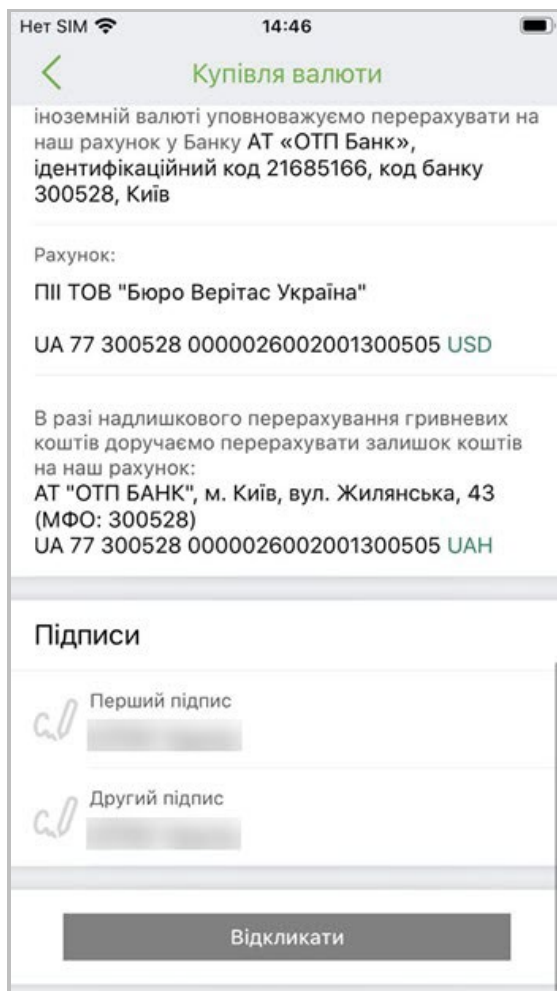 Нет SIM 14:46
Купівля валюти
іноземній валюті уповноважуємо перерахувати на
наш рахунок у Банку АТ «ОТП Банк»,
ідентифікаційний код 21685166, код банку
300528, Київ
Рахунок:
ПІІ ТОВ "Бюро Верітас Україна"
UA 77 300528 0000026002001300505 USD
В разі надлишкового перерахування гривневих
коштів доручаємо перерахувати залишок коштів
на наш рахунок:
АТ "ОТП БАНК", м. Київ, вул. Жилянська, 43
(МФО: 300528)
UA 77 300528 0000026002001300505 UAH
Підписи
Перший підпис
Другий підпис
Відкликати